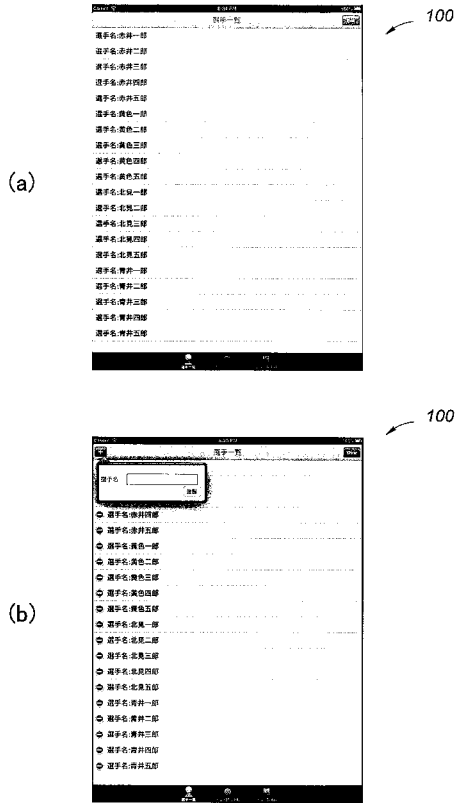 100
選手一覧
(a)
選手名:赤井一郎
選手名:赤井二郎
選手名:赤井三郎
選手名:赤井四郎
選手名:赤井五郎
選手名:黄色一郎
選手名:黄色二郎
選手名:黄色三郎
選手名:黄色四郎
選手名:黄色五郎
選手名:北見一郎
選手名:北見二郎
選手名:北見三郎
選手名:北見四郎
選手名:北見五郎
選手名:青井一郎
選手名:青井二郎
選手名:青井三郎
選手名:青井四郎
選手名:青井五郎
100
選手一覧
選手名
(b)
選手名:赤井四郎
選手名:赤井五郎
選手名:黄色一郎
選手名:黄色二郎
選手名:黄色三郎
選手名:黄色四郎
選手名:黄色五郎
選手名:北見一郎
選手名:北見二郎
選手名:北見三郎
選手名:北見四郎
選手名:北見五郎
選手名:青井一郎
選手名:青井二郎
選手名:青井三郎
選手名:青井四郎
選手名:青井五郎